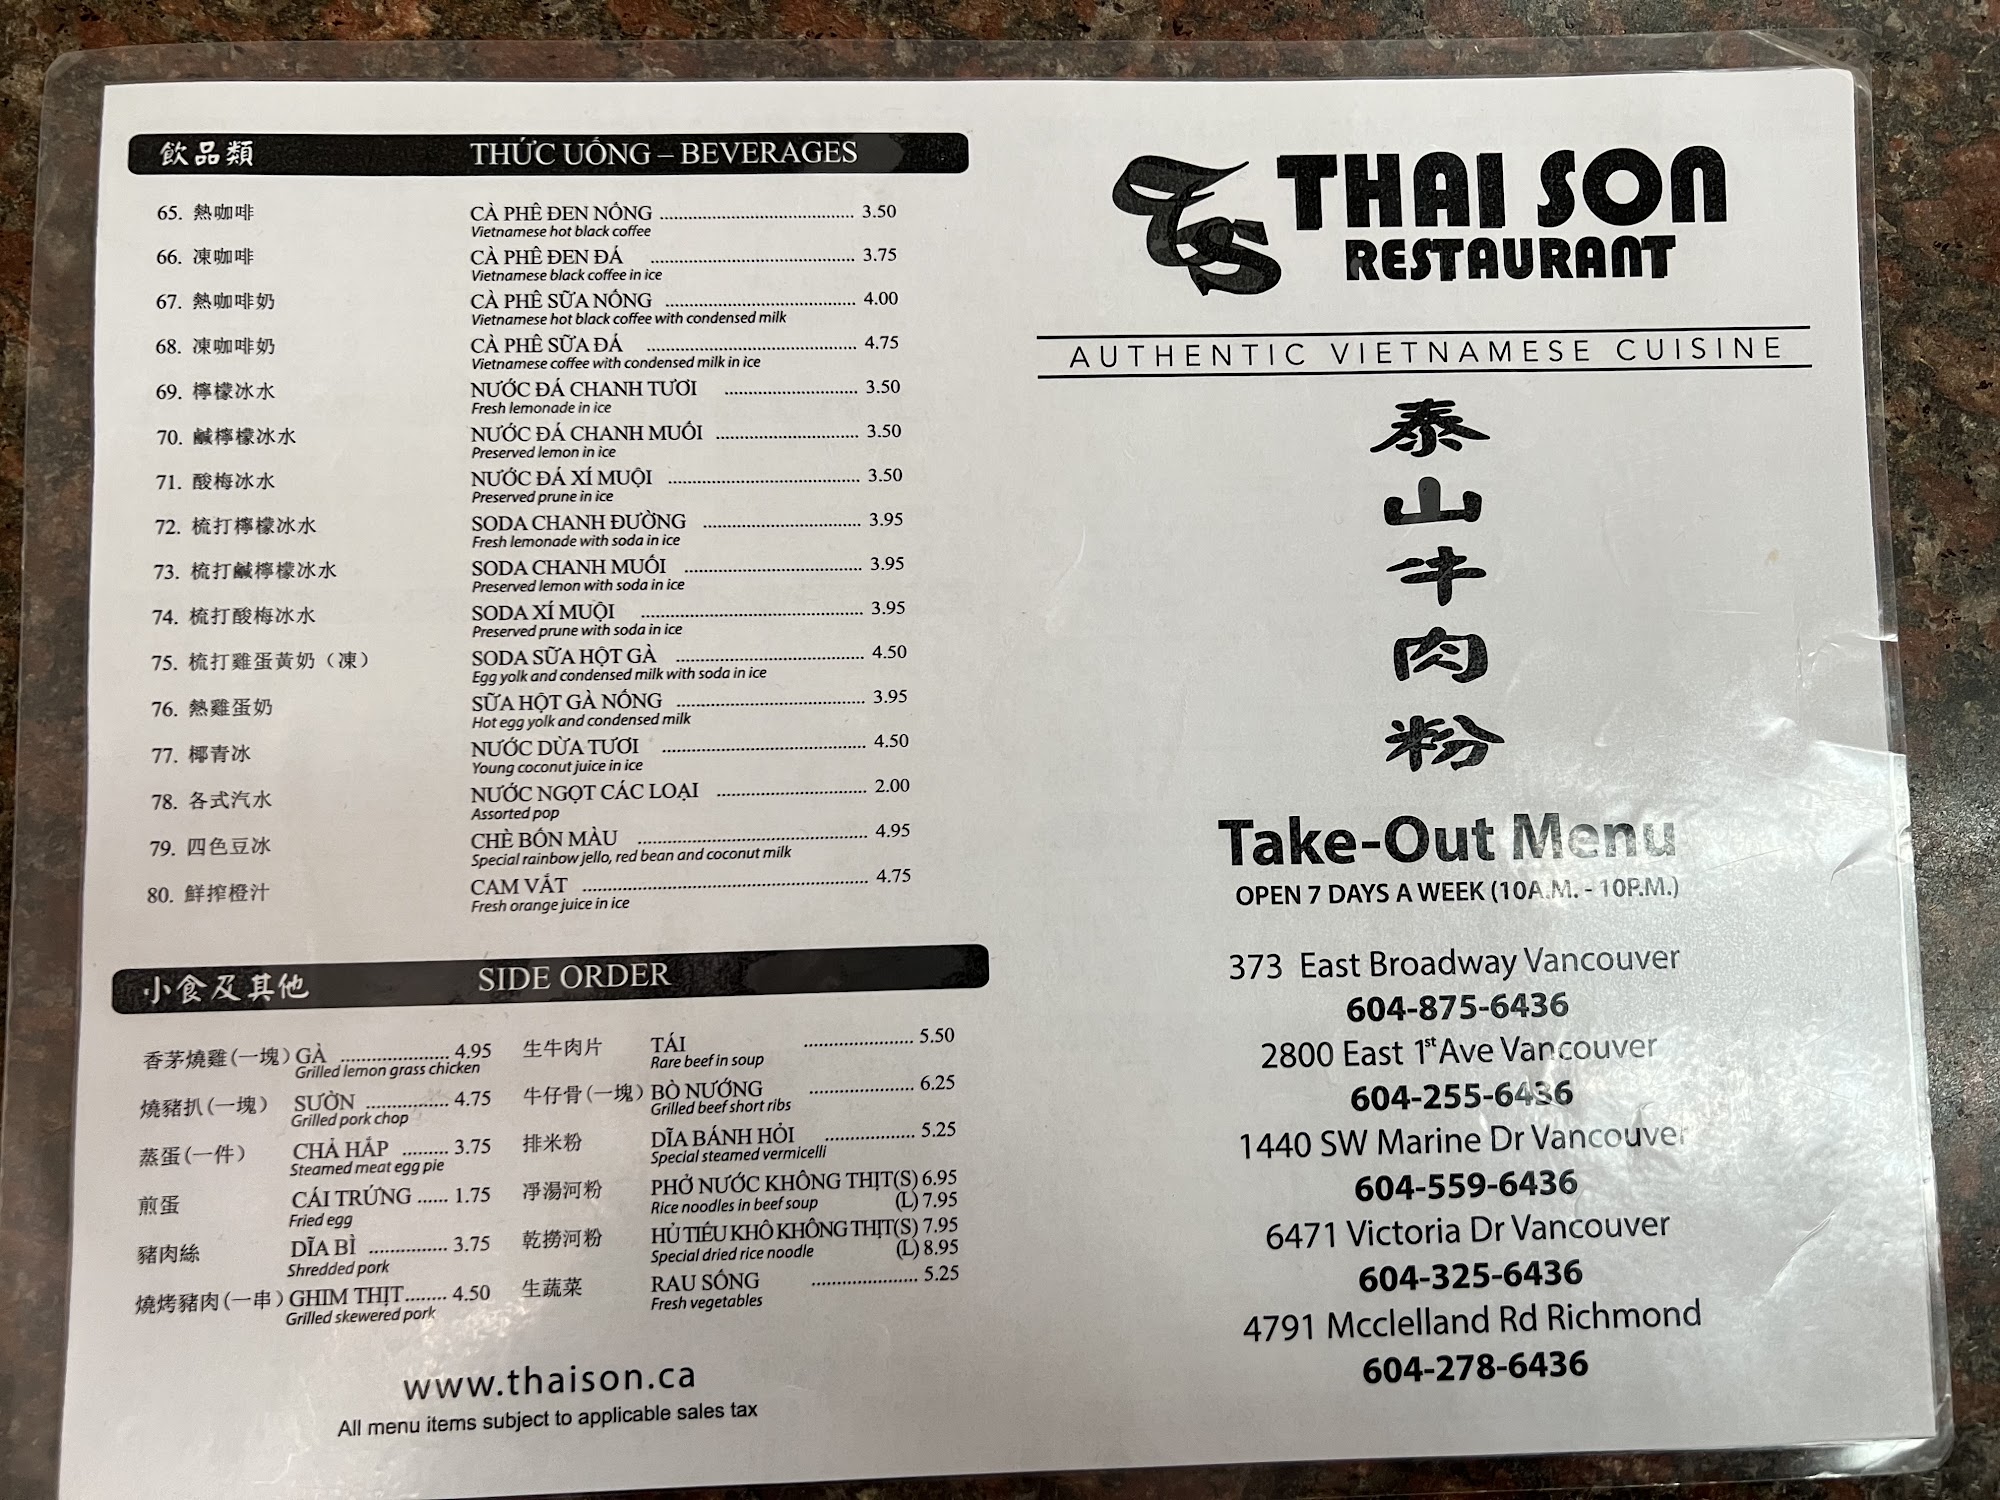 飲品類 THỨC UỐNG – BEVERAGES
65. 熱咖啡 CÀ PHÊ ĐEN NÓNG 3.50
Vietnamese hot black coffee
66. 凍咖啡 CÀ PHÊ ĐEN ĐÁ 3.75
Vietnamese black coffee in ice
67. 熱咖啡奶 CÀ PHÊ SỮA NÓNG 4.00
Vietnamese hot black coffee with condensed milk
68. 凍咖啡奶 CÀ PHÊ SỮA ĐÁ 4.75
Vietnamese coffee with condensed milk in ice
69. 檸檬冰水 NƯỚC ĐÁ CHANH TƯƠI 3.50
Fresh lemonade in ice
70. 鹹檸檬冰水 NƯỚC ĐÁ CHANH MUỐI 3.50
Preserved lemon in ice
71. 酸梅冰水 NƯỚC ĐÁ XÍ MUỘI 3.50
Preserved prune in ice
72. 梳打檸檬冰水 SODA CHANH ĐƯỜNG 3.95
Fresh lemonade with soda in ice
73. 梳打鹹檸檬冰水 SODA CHANH MUỐI 3.95
Preserved lemon with soda in ice
74. 梳打酸梅冰水 SODA XÍ MUỘI 3.95
Preserved prune with soda in ice
75. 梳打雞蛋黃奶（凍） SODA SỮA HỘT GÀ 4.50
Egg yolk and condensed milk with soda in ice
76. 熱雞蛋奶 SỮA HỘT GÀ NÓNG 3.95
Hot egg yolk and condensed milk
77. 椰青冰 NƯỚC DỪA TƯƠI 4.50
Young coconut juice in ice
78. 各式汽水 NƯỚC NGỌT CÁC LOẠI 2.00
Assorted pop
79. 四色豆冰 CHÈ BỐN MÀU 4.95
Special rainbow jello, red bean and coconut milk
80. 鮮搾橙汁 CAM VẮT 4.75
Fresh orange juice in ice
小食及其他 SIDE ORDER
香茅燒雞(一塊) GÀ 4.95
Grilled lemon grass chicken
燒豬扒(一塊) SƯỜN 4.75
Grilled pork chop
蒸蛋(一件) CHẢ HẤP 3.75
Steamed meat egg pie
煎蛋 CÁI TRỨNG 1.75
Fried egg
豬肉絲 DĨA BÌ 3.75
Shredded pork
燒烤豬肉(一串) GHIM THỊT 4.50
Grilled skewered pork
生牛肉片 TÁI 5.50
Rare beef in soup
牛仔骨(一塊) BÒ NƯỚNG 6.25
Grilled beef short ribs
排米粉 DĨA BÁNH HỎI 5.25
Special steamed vermicelli
凈湯河粉 PHỞ NƯỚC KHÔNG THỊT(S) 6.95
Rice noodles in beef soup (L) 7.95
乾撈河粉 HỦ TIẾU KHÔ KHÔNG THỊT(S) 7.95
Special dried rice noodle (L) 8.95
生蔬菜 RAU SỐNG 5.25
Fresh vegetables
www.thaison.ca
All menu items subject to applicable sales tax
TS THAI SON
RESTAURANT
AUTHENTIC VIETNAMESE CUISINE
泰
山
牛
肉
粉
Take-Out Menu
OPEN 7 DAYS A WEEK (10A.M. - 10P.M.)
373 East Broadway Vancouver
604-875-6436
2800 East 1st Ave Vancouver
604-255-6436
1440 SW Marine Dr Vancouver
604-559-6436
6471 Victoria Dr Vancouver
604-325-6436
4791 Mcclelland Rd Richmond
604-278-6436